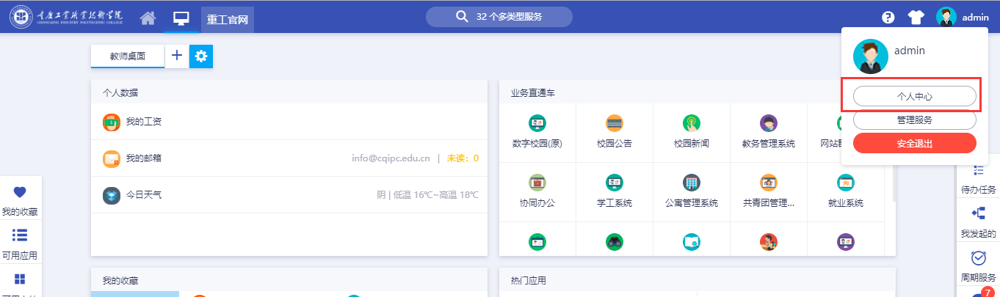 重庆工业职业技术学院
CHONGQING INDUSTRY POLYTECHNIC COLLEGE
重工官网
32 个多类型服务
?
admin
admin
个人中心
管理服务
安全退出
教师桌面
+
个人数据
我的工资
我的邮箱
info@cqipc.edu.cn | 未读：0
今日天气
阴 | 低温 16℃~高温 18℃
业务直通车
数字校园(原)
校园公告
校园新闻
教务管理系统
网站群
协同办公
学工系统
公寓管理系统
共青团管理...
就业系统
我的收藏
可用应用
待办任务
我发起的
周期服务
7
我的收藏
热门应用